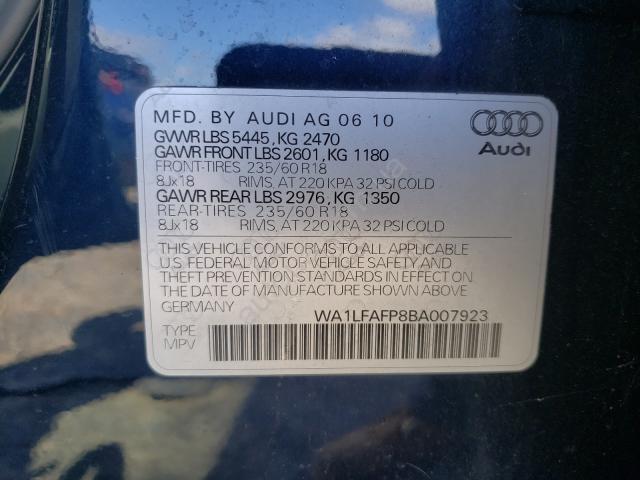 MFD. BY AUDI AG 06 10
GVWR LBS 5445, KG 2470
GAWR FRONT LBS 2601, KG 1180
FRONT-TIRES 235/60 R18
8Jx18 RIMS, AT 220 KPA 32 PSI COLD
GAWR REAR LBS 2976, KG 1350
REAR-TIRES 235/60 R18
8Jx18 RIMS, AT 220 KPA 32 PSI COLD
THIS VEHICLE CONFORMS TO ALL APPLICABLE
U.S. FEDERAL MOTOR VEHICLE SAFETY AND
THEFT PREVENTION STANDARDS IN EFFECT ON
THE DATE OF MANUFACTURE SHOWN ABOVE.
GERMANY
WA1LFAFP8BA007923
TYPE
MPV
Audi